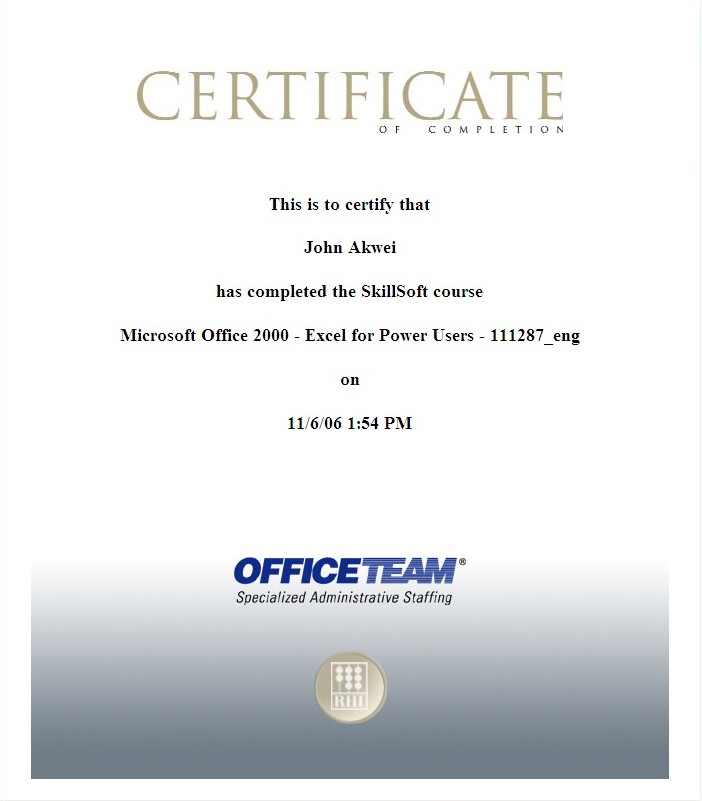 CERTIFICATE
OF COMPLETION
This is to certify that
John Akwei
has completed the SkillSoft course
Microsoft Office 2000 - Excel for Power Users - 111287_eng
on
11/6/06 1:54 PM
OFFICETEAM®
Specialized Administrative Staffing
RHI